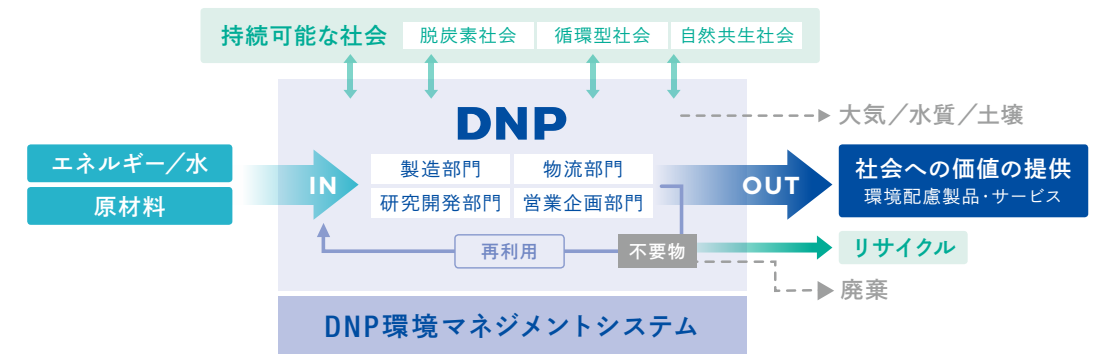 持続可能な社会 脱炭素社会 循環型社会 自然共生社会
DNP
大気／水質／土壌
エネルギー／水
原材料
IN
製造部門 物流部門
研究開発部門 営業企画部門
OUT
社会への価値の提供
環境配慮製品・サービス
再利用
不要物
リサイクル
廃棄
DNP環境マネジメントシステム